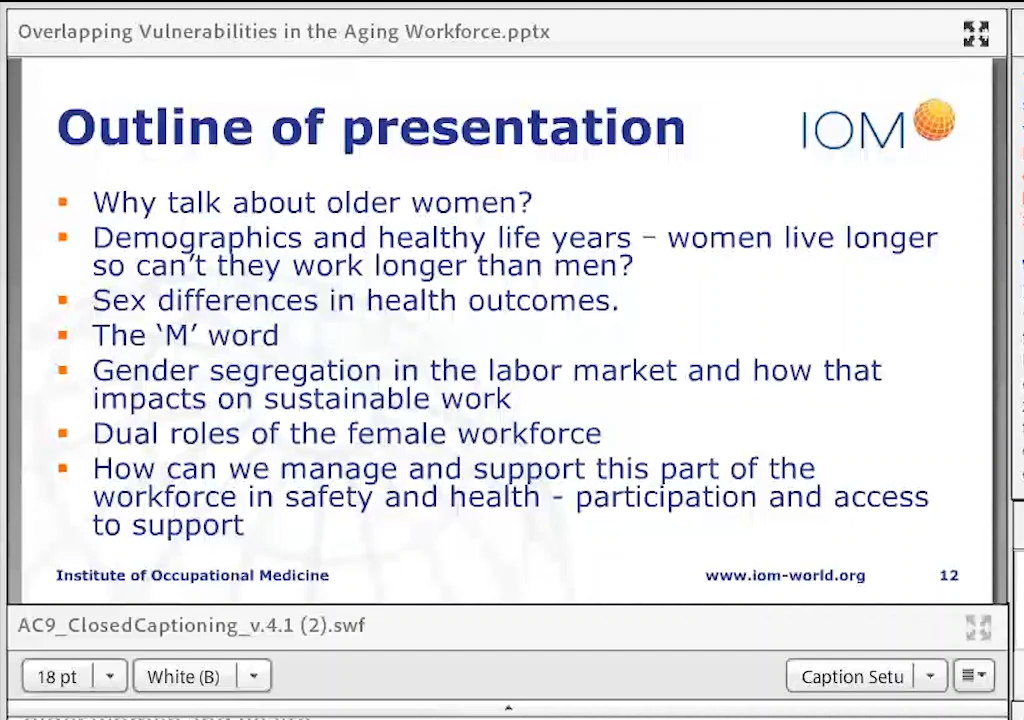 Overlapping Vulnerabilities in the Aging Workforce.pptx
Outline of presentation
IOM
Why talk about older women?
Demographics and healthy life years – women live longer
so can't they work longer than men?
Sex differences in health outcomes.
The ‘M’ word
Gender segregation in the labor market and how that
impacts on sustainable work
Dual roles of the female workforce
How can we manage and support this part of the
workforce in safety and health - participation and access
to support
Institute of Occupational Medicine
www.iom-world.org
12
AC9_ClosedCaptioning_v.4.1 (2).swf
18 pt
White (B)
Caption Setu